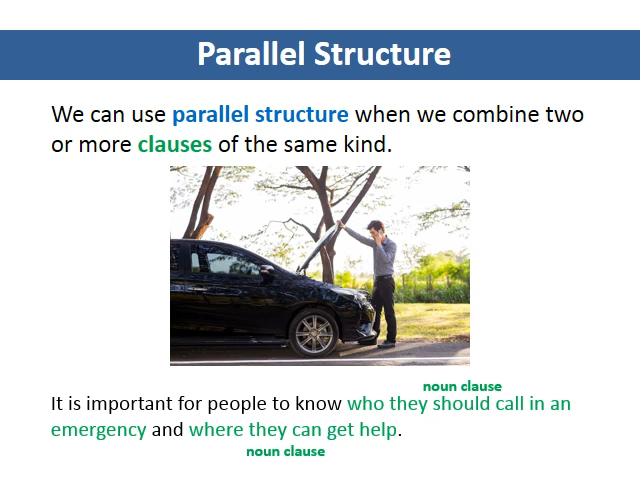 Parallel Structure
We can use parallel structure when we combine two
or more clauses of the same kind.
noun clause
It is important for people to know who they should call in an
emergency and where they can get help.
noun clause